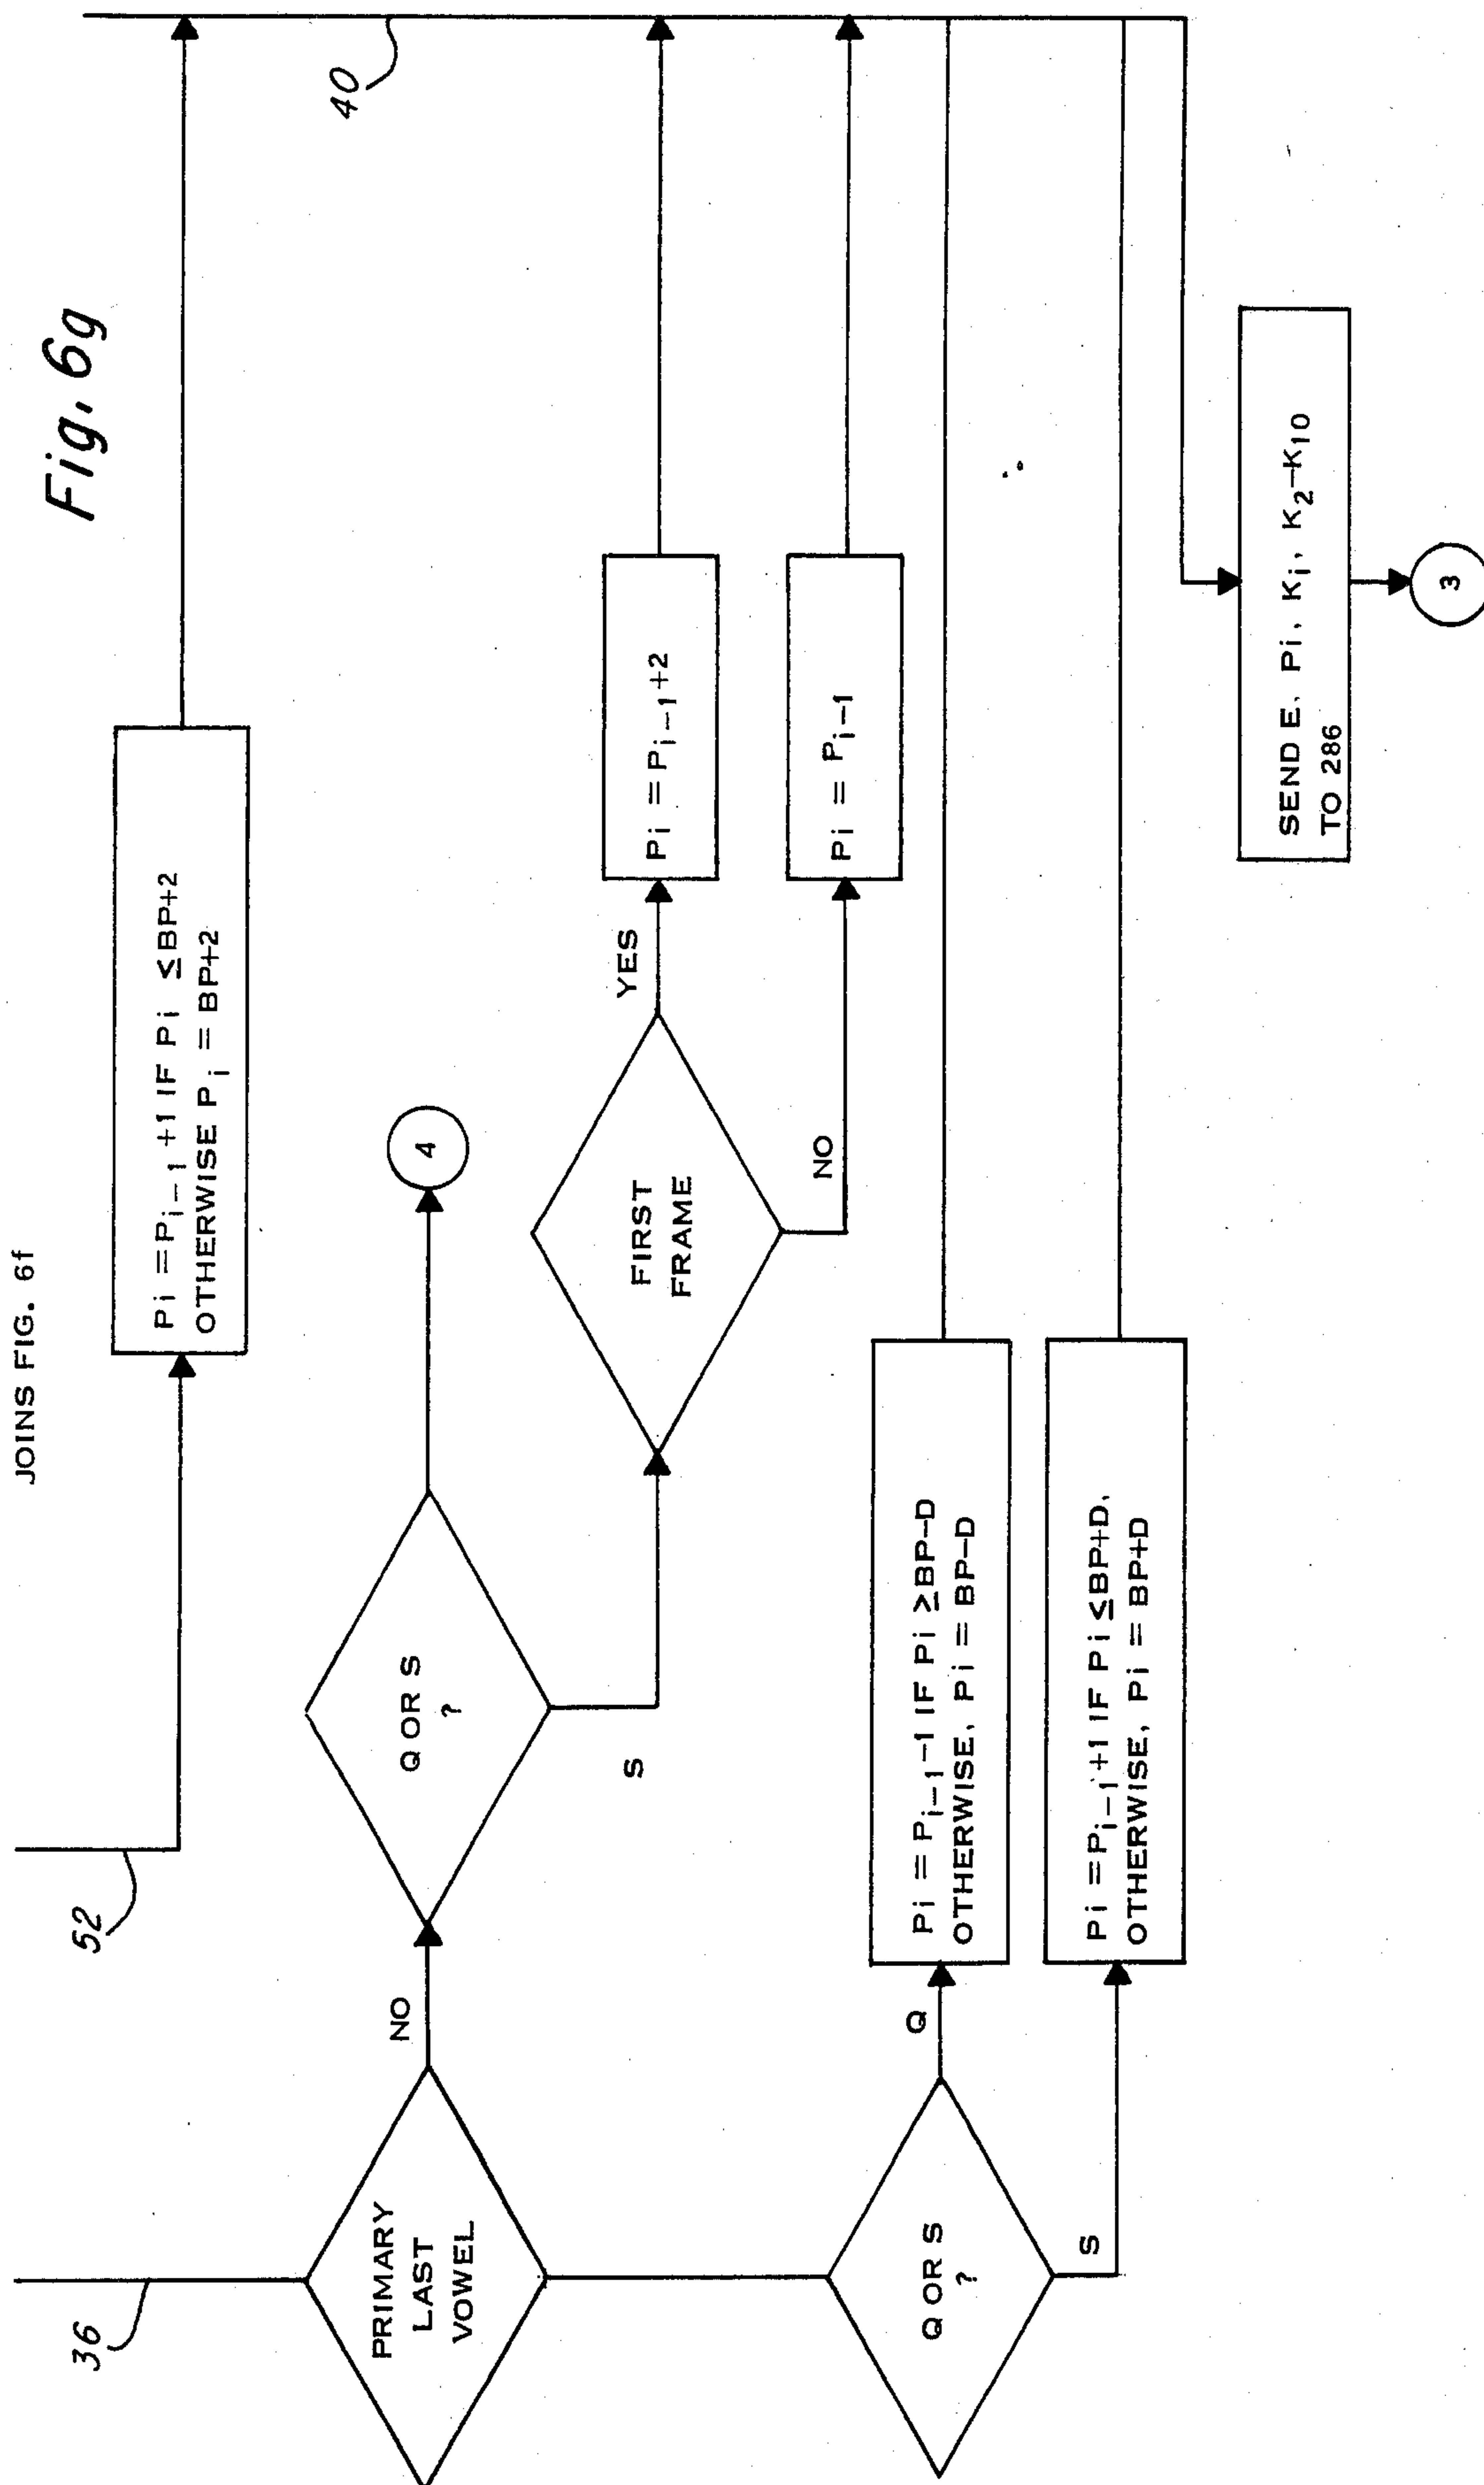 Fig. 6g
JOINS FIG. 6f
52
36
40
Pi = Pi-1 +1 IF Pi ≤BP+2
OTHERWISE Pi = BP+2
PRIMARY
LAST
VOWEL
NO
Q OR S
?
4
S
FIRST
FRAME
YES
Pi = Pi-1+2
NO
Pi = Pi-1
Q OR S
?
Q
Pi = Pi-1-1 IF Pi ≥BP-D
OTHERWISE, Pi = BP-D
S
Pi = Pi-1+1 IF Pi ≤BP+D,
OTHERWISE, Pi = BP+D
SEND E, Pi, Ki, K2-K10
TO 286
3